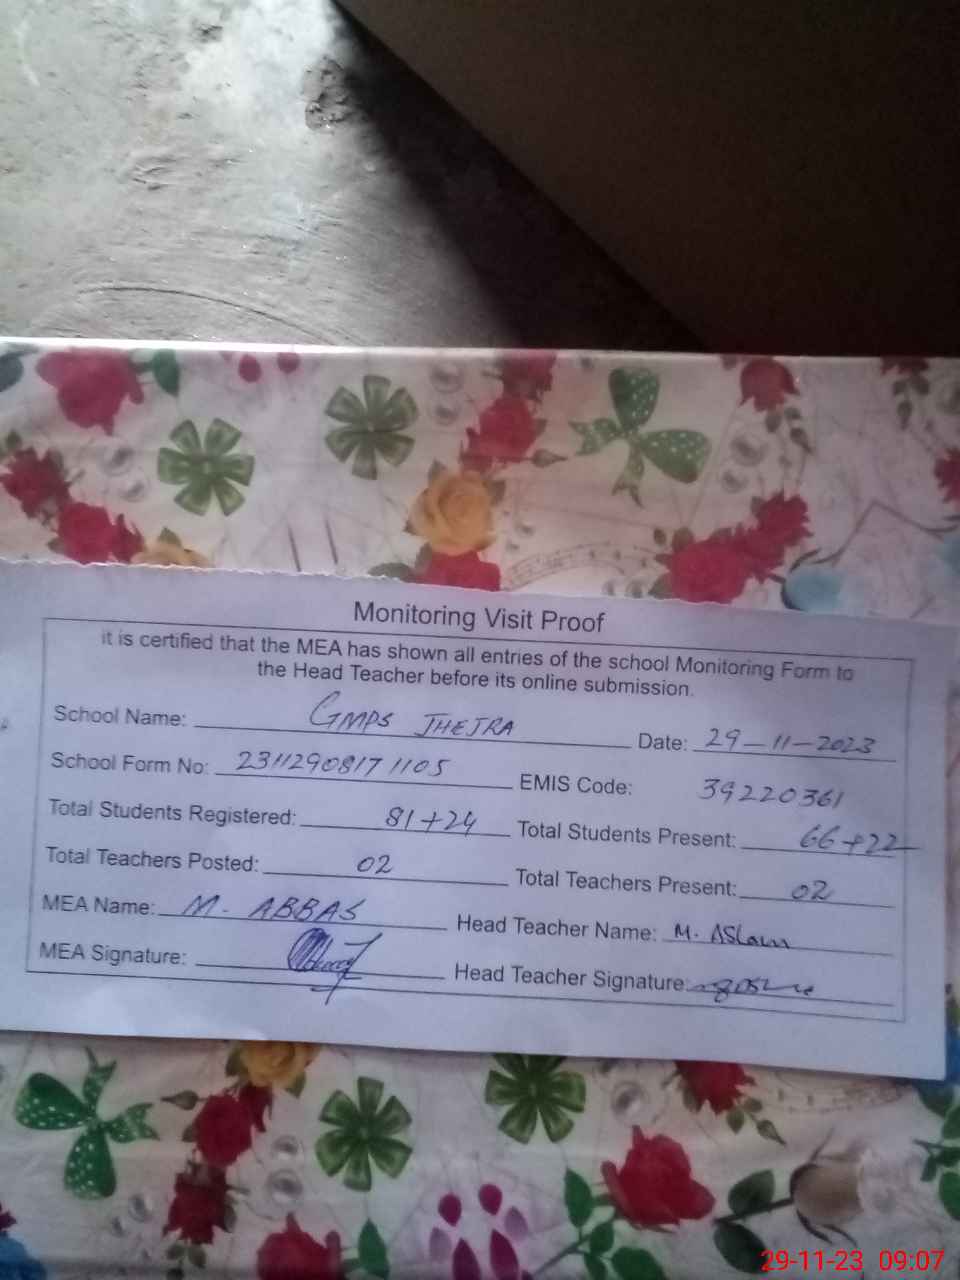 Monitoring Visit Proof
it is certified that the MEA has shown all entries of the school Monitoring Form to
the Head Teacher before its online submission.
School Name: GMPS JHEJRA Date: 29-11-2023
School Form No: 23112908171105 EMIS Code: 39220361
Total Students Registered: 81+24 Total Students Present: 66+22
Total Teachers Posted: 02 Total Teachers Present: 02
MEA Name: M. ABBAS Head Teacher Name: M. ASlam
MEA Signature: Head Teacher Signature:
29-11-23 09:07